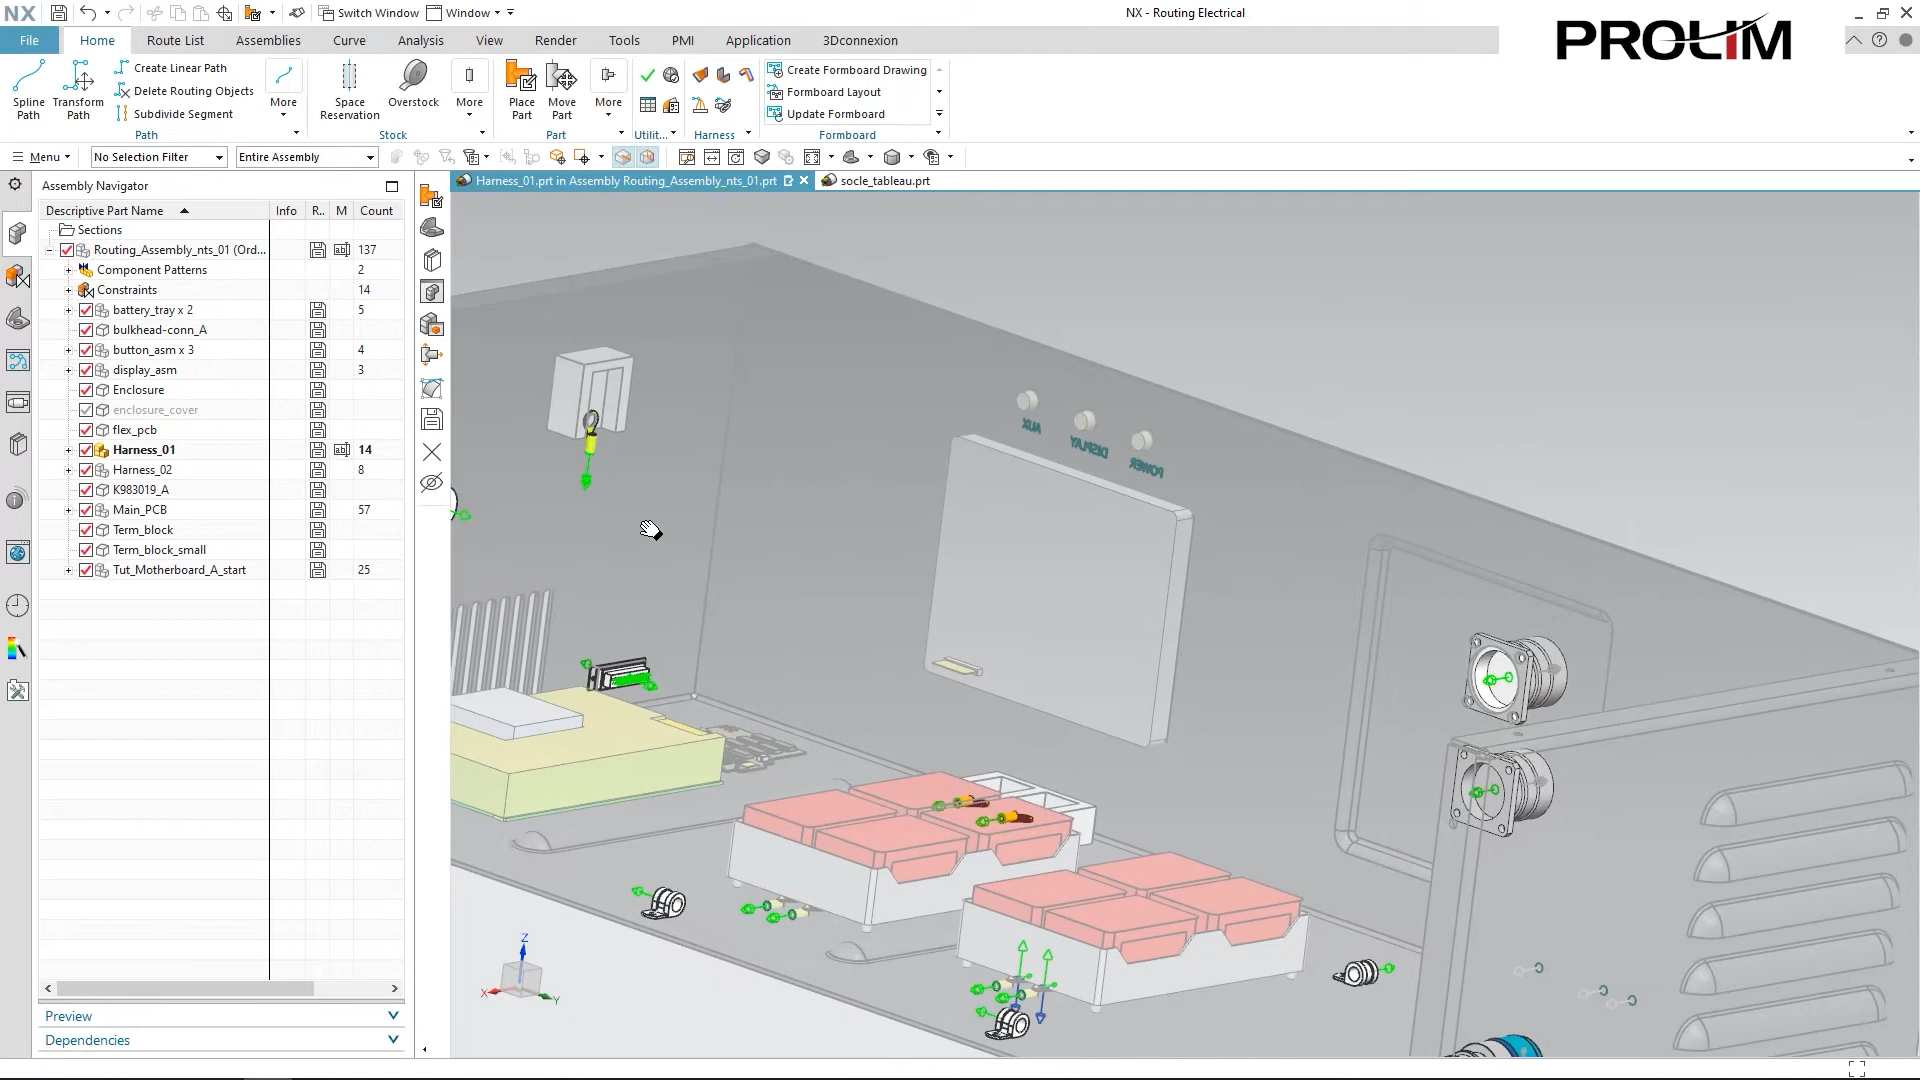 NX
Switch Window
Window
NX - Routing Electrical
PROLIM
File
Home
Route List
Assemblies
Curve
Analysis
View
Render
Tools
PMI
Application
3Dconnexion
Spline Path
Transform Path
Create Linear Path
Delete Routing Objects
Subdivide Segment
More
Space Reservation
Overstock
More
Place Part
Move Part
More
Create Formboard Drawing
Formboard Layout
Update Formboard
Path
Stock
Part
Utilit...
Harness
Formboard
Menu
No Selection Filter
Entire Assembly
Assembly Navigator
Harness_01.prt in Assembly Routing_Assembly_nts_01.prt
socle_tableau.prt
Descriptive Part Name
Info
R..
M
Count
Sections
Routing_Assembly_nts_01 (Ord...
137
Component Patterns
2
Constraints
14
battery_tray x 2
5
bulkhead-conn_A
button_asm x 3
4
display_asm
3
Enclosure
enclosure_cover
flex_pcb
Harness_01
14
Harness_02
8
K983019_A
Main_PCB
57
Term_block
Term_block_small
Tut_Motherboard_A_start
25
AUX
DISPLAY
POWER
Z
X
Y
Preview
Dependencies